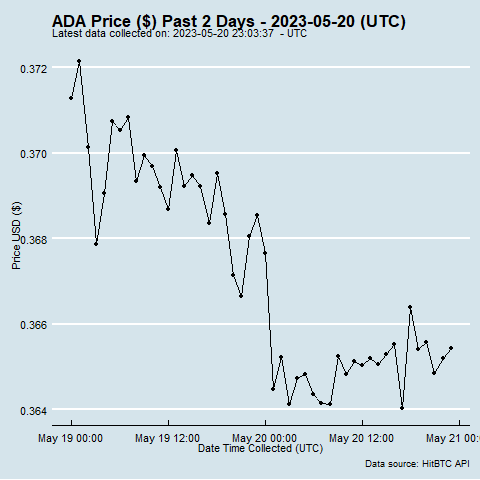 ADA Price ($) Past 2 Days - 2023-05-20 (UTC)
Latest data collected on: 2023-05-20 23:03:37 - UTC
0.372
0.370
0.368
0.366
0.364
Price USD ($)
May 19 00:00
May 19 12:00
May 20 00:00
May 20 12:00
May 21 00:
Date Time Collected (UTC)
Data source: HitBTC API